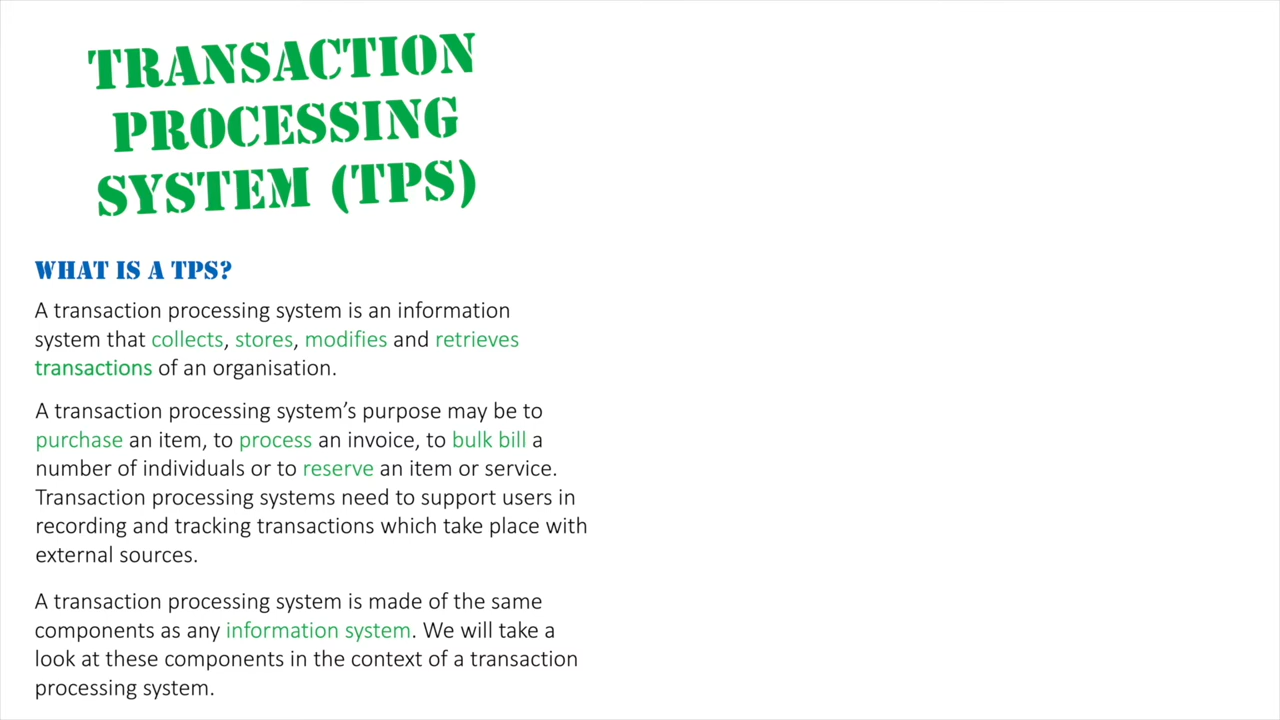 TRANSACTION
PROCESSING
SYSTEM (TPS)
WHAT IS A TPS?
A transaction processing system is an information
system that collects, stores, modifies and retrieves
transactions of an organisation.
A transaction processing system’s purpose may be to
purchase an item, to process an invoice, to bulk bill a
number of individuals or to reserve an item or service.
Transaction processing systems need to support users in
recording and tracking transactions which take place with
external sources.
A transaction processing system is made of the same
components as any information system. We will take a
look at these components in the context of a transaction
processing system.